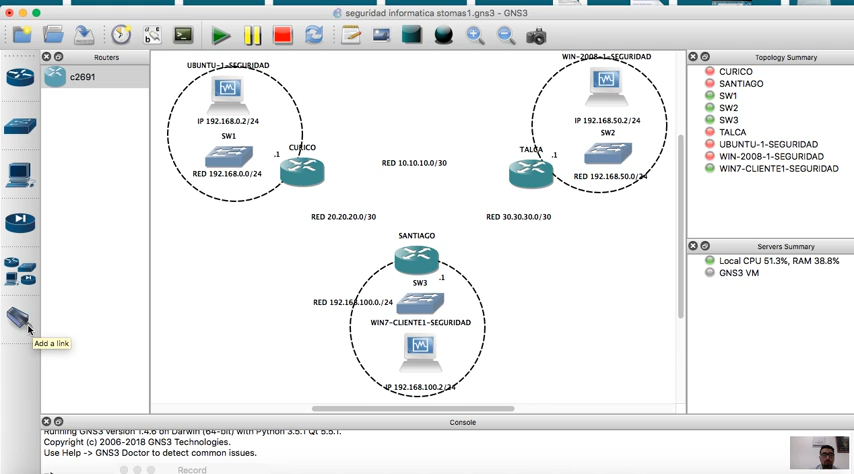 seguridad informatica stomas1.gns3 - GNS3
Routers
c2691
Add a link
UBUNTU-1-SEGURIDAD
IP 192.168.0.2/24
SW1
RED 192.168.0.0/24
.1
CURICO
RED 10.10.10.0/30
WIN-2008-1-SEGURIDAD
IP 192.168.50.2/24
SW2
RED 192.168.50.0/24
TALCA
.1
RED 20.20.20.0/30
RED 30.30.30.0/30
SANTIAGO
.1
SW3
RED 192.168.100.0./24
WIN7-CLIENTE1-SEGURIDAD
IP 192.168.100.2/24
Topology Summary
CURICO
SANTIAGO
SW1
SW2
SW3
TALCA
UBUNTU-1-SEGURIDAD
WIN-2008-1-SEGURIDAD
WIN7-CLIENTE1-SEGURIDAD
Servers Summary
Local CPU 51.3%, RAM 38.8%
GNS3 VM
Console
Running GNS3 version 1.4.6 on Darwin (64-bit) with Python 3.5.1 Qt 5.5.1.
Copyright (c) 2006-2018 GNS3 Technologies.
Use Help -> GNS3 Doctor to detect common issues.
Record